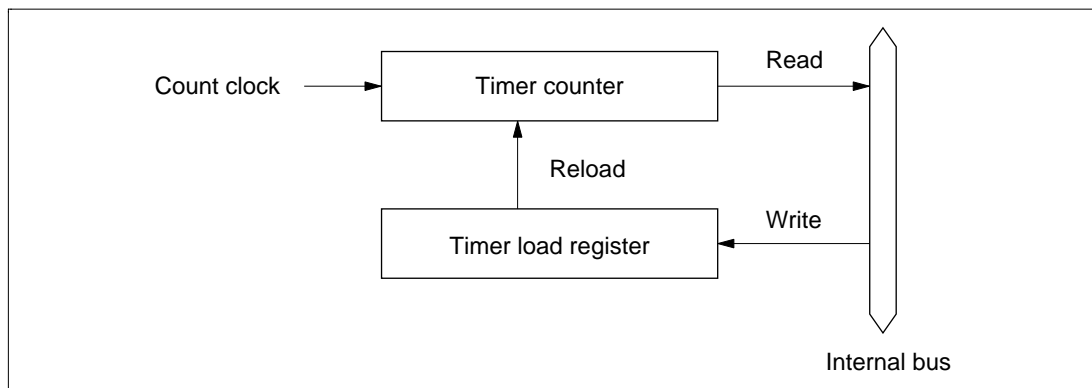 Read
Count clock
Timer counter
Reload
Write
Timer load register
Internal bus